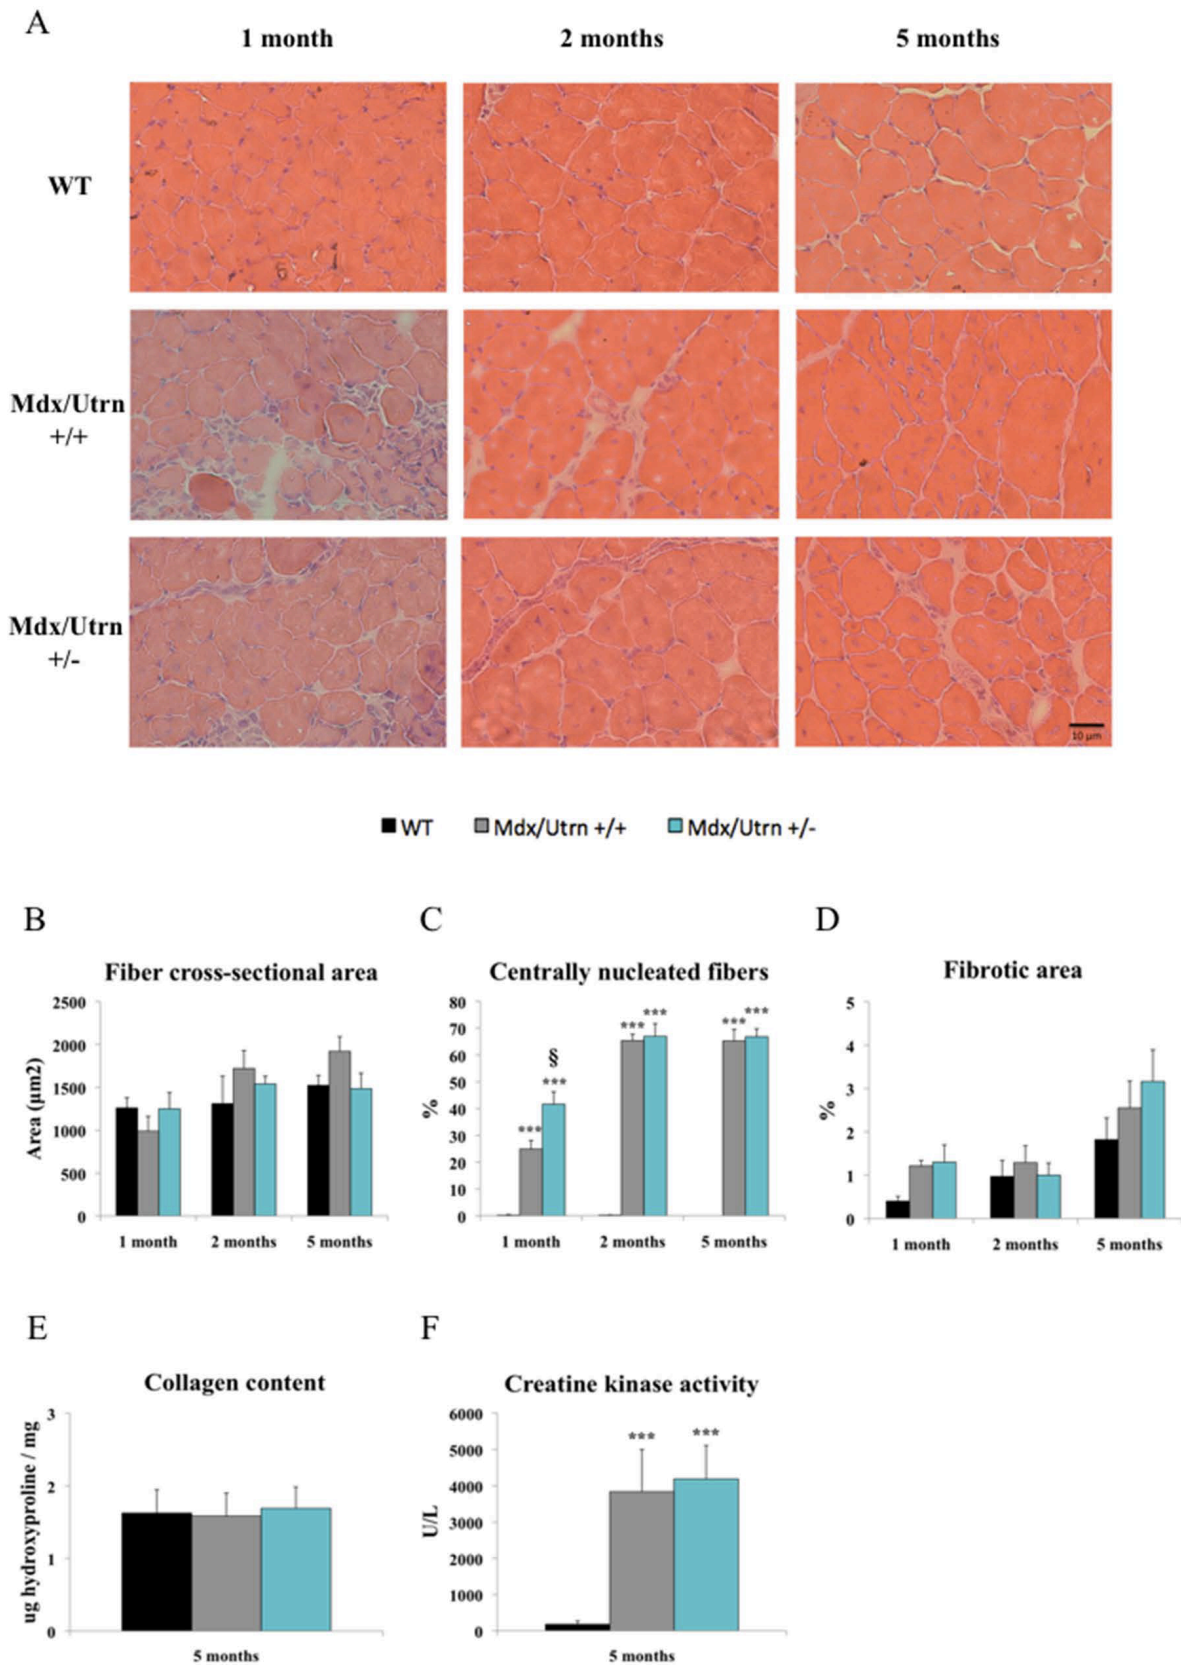 A
1 month 2 months 5 months
WT
Mdx/Utrn
+/+
Mdx/Utrn
+/-
10 µm
WT Mdx/Utrn +/+ Mdx/Utrn +/-
B
Fiber cross-sectional area
Area (µm2)
2500
2000
1500
1000
500
0
1 month 2 months 5 months
C
Centrally nucleated fibers
%
80
70
60
50
40
30
20
10
0
***
§
***
*** ***
*** ***
1 month 2 months 5 months
D
Fibrotic area
%
5
4
3
2
1
0
1 month 2 months 5 months
E
Collagen content
ug hydroxyproline / mg
3
2
1
0
5 months
F
Creatine kinase activity
U/L
6000
5000
4000
3000
2000
1000
0
*** ***
5 months